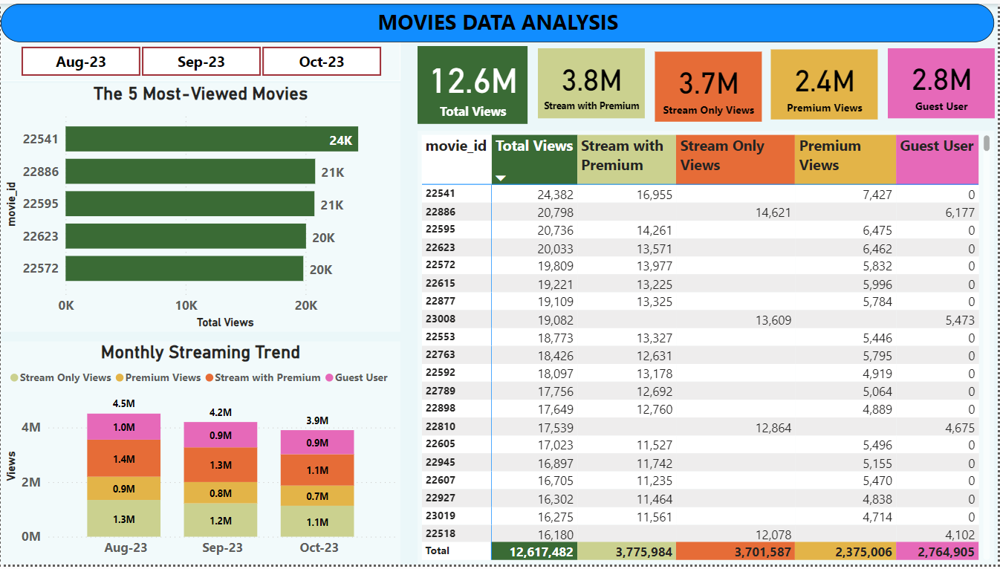 MOVIES DATA ANALYSIS
Aug-23 Sep-23 Oct-23
12.6M
Total Views
3.8M
Stream with Premium
3.7M
Stream Only Views
2.4M
Premium Views
2.8M
Guest User
The 5 Most-Viewed Movies
movie_id
22541 24K
22886 21K
22595 21K
22623 20K
22572 20K
0K 10K 20K
Total Views
Monthly Streaming Trend
Stream Only Views Premium Views Stream with Premium Guest User
Views
4M
2M
0M
4.5M
1.0M
1.4M
0.9M
1.3M
Aug-23
4.2M
0.9M
1.3M
0.8M
1.2M
Sep-23
3.9M
0.9M
1.1M
0.7M
1.1M
Oct-23
movie_id Total Views Stream with Premium Stream Only Views Premium Views Guest User
22541 24,382 16,955 7,427 0
22886 20,798 14,621 6,177
22595 20,736 14,261 6,475 0
22623 20,033 13,571 6,462 0
22572 19,809 13,977 5,832 0
22615 19,221 13,225 5,996 0
22877 19,109 13,325 5,784 0
23008 19,082 13,609 5,473
22553 18,773 13,327 5,446 0
22763 18,426 12,631 5,795 0
22592 18,097 13,178 4,919 0
22789 17,756 12,692 5,064 0
22898 17,649 12,760 4,889 0
22810 17,539 12,864 4,675
22605 17,023 11,527 5,496 0
22945 16,897 11,742 5,155 0
22607 16,705 11,235 5,470 0
22927 16,302 11,464 4,838 0
23019 16,275 11,561 4,714 0
22518 16,180 12,078 4,102
Total 12,617,482 3,775,984 3,701,587 2,375,006 2,764,905